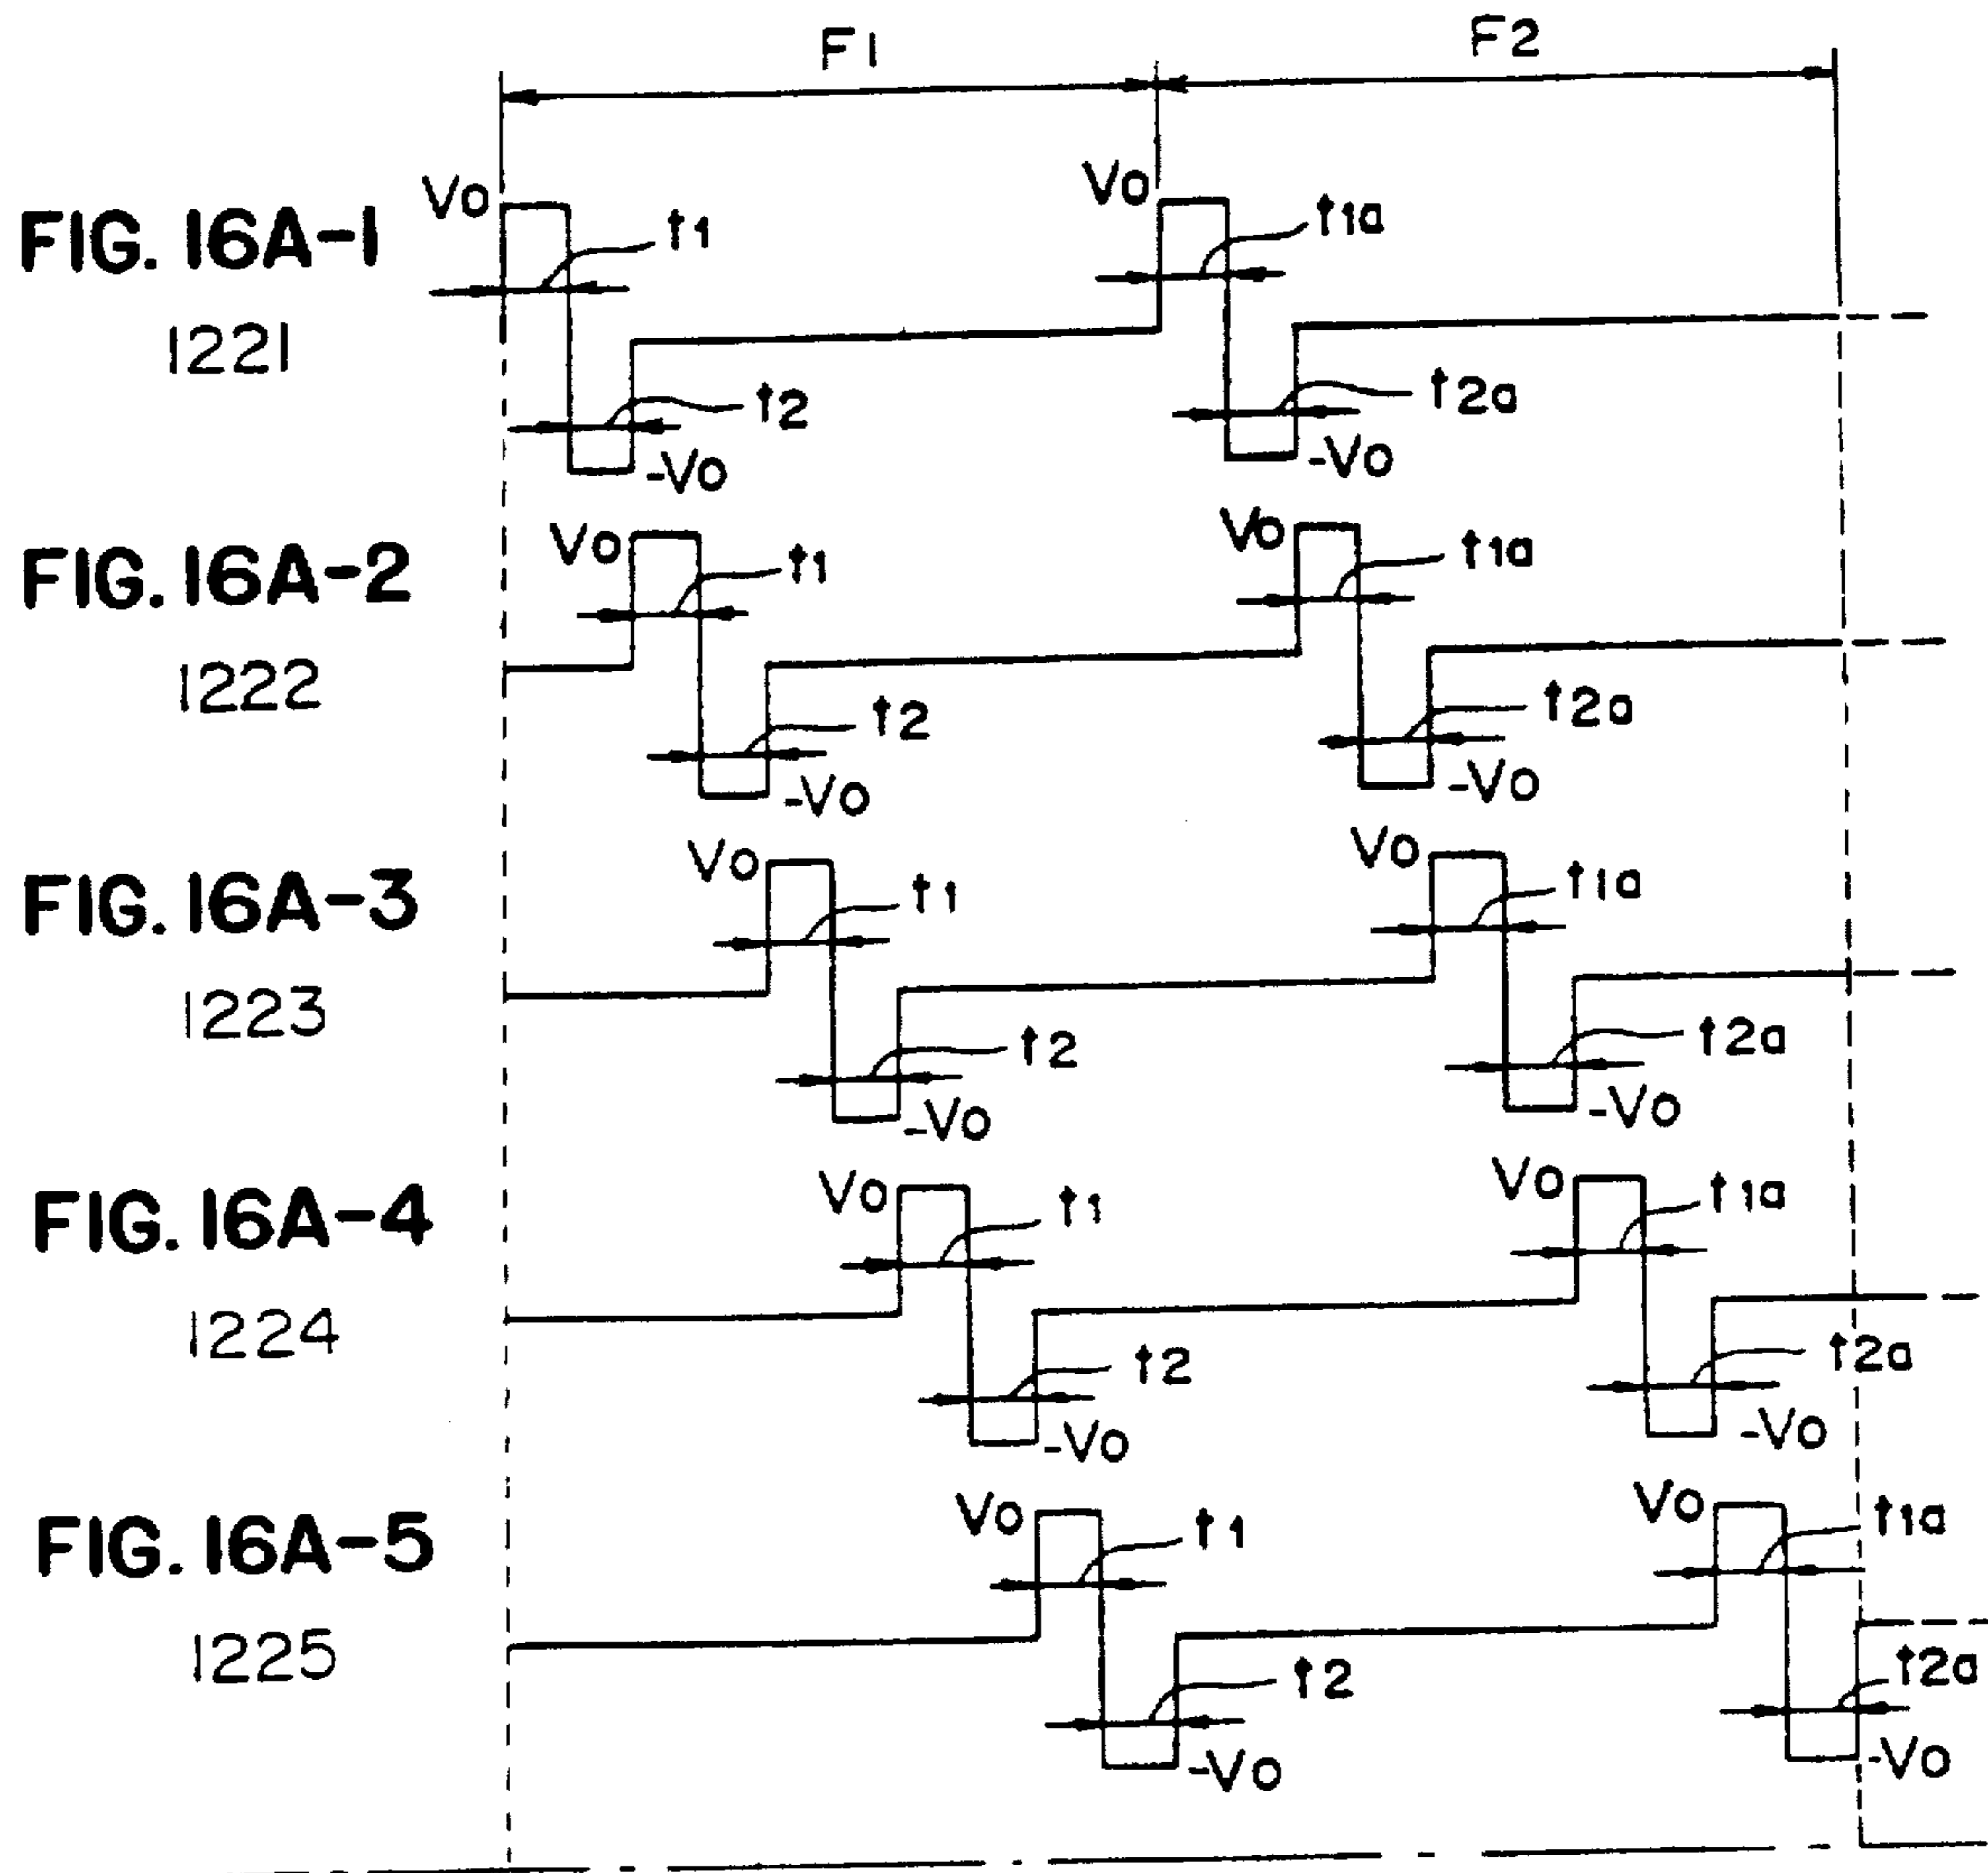 F1 F2
FIG. 16A-1 Vo t1 Vo t1a
1221
t2 t2a
-Vo -Vo
FIG. 16A-2 Vo t1 Vo t1a
1222
t2 t2a
-Vo -Vo
FIG. 16A-3 Vo t1 Vo t1a
1223
t2 t2a
-Vo -Vo
FIG. 16A-4 Vo t1 Vo t1a
1224
t2 t2a
-Vo -Vo
FIG. 16A-5 Vo t1 Vo t1a
1225
t2 t2a
-Vo -Vo